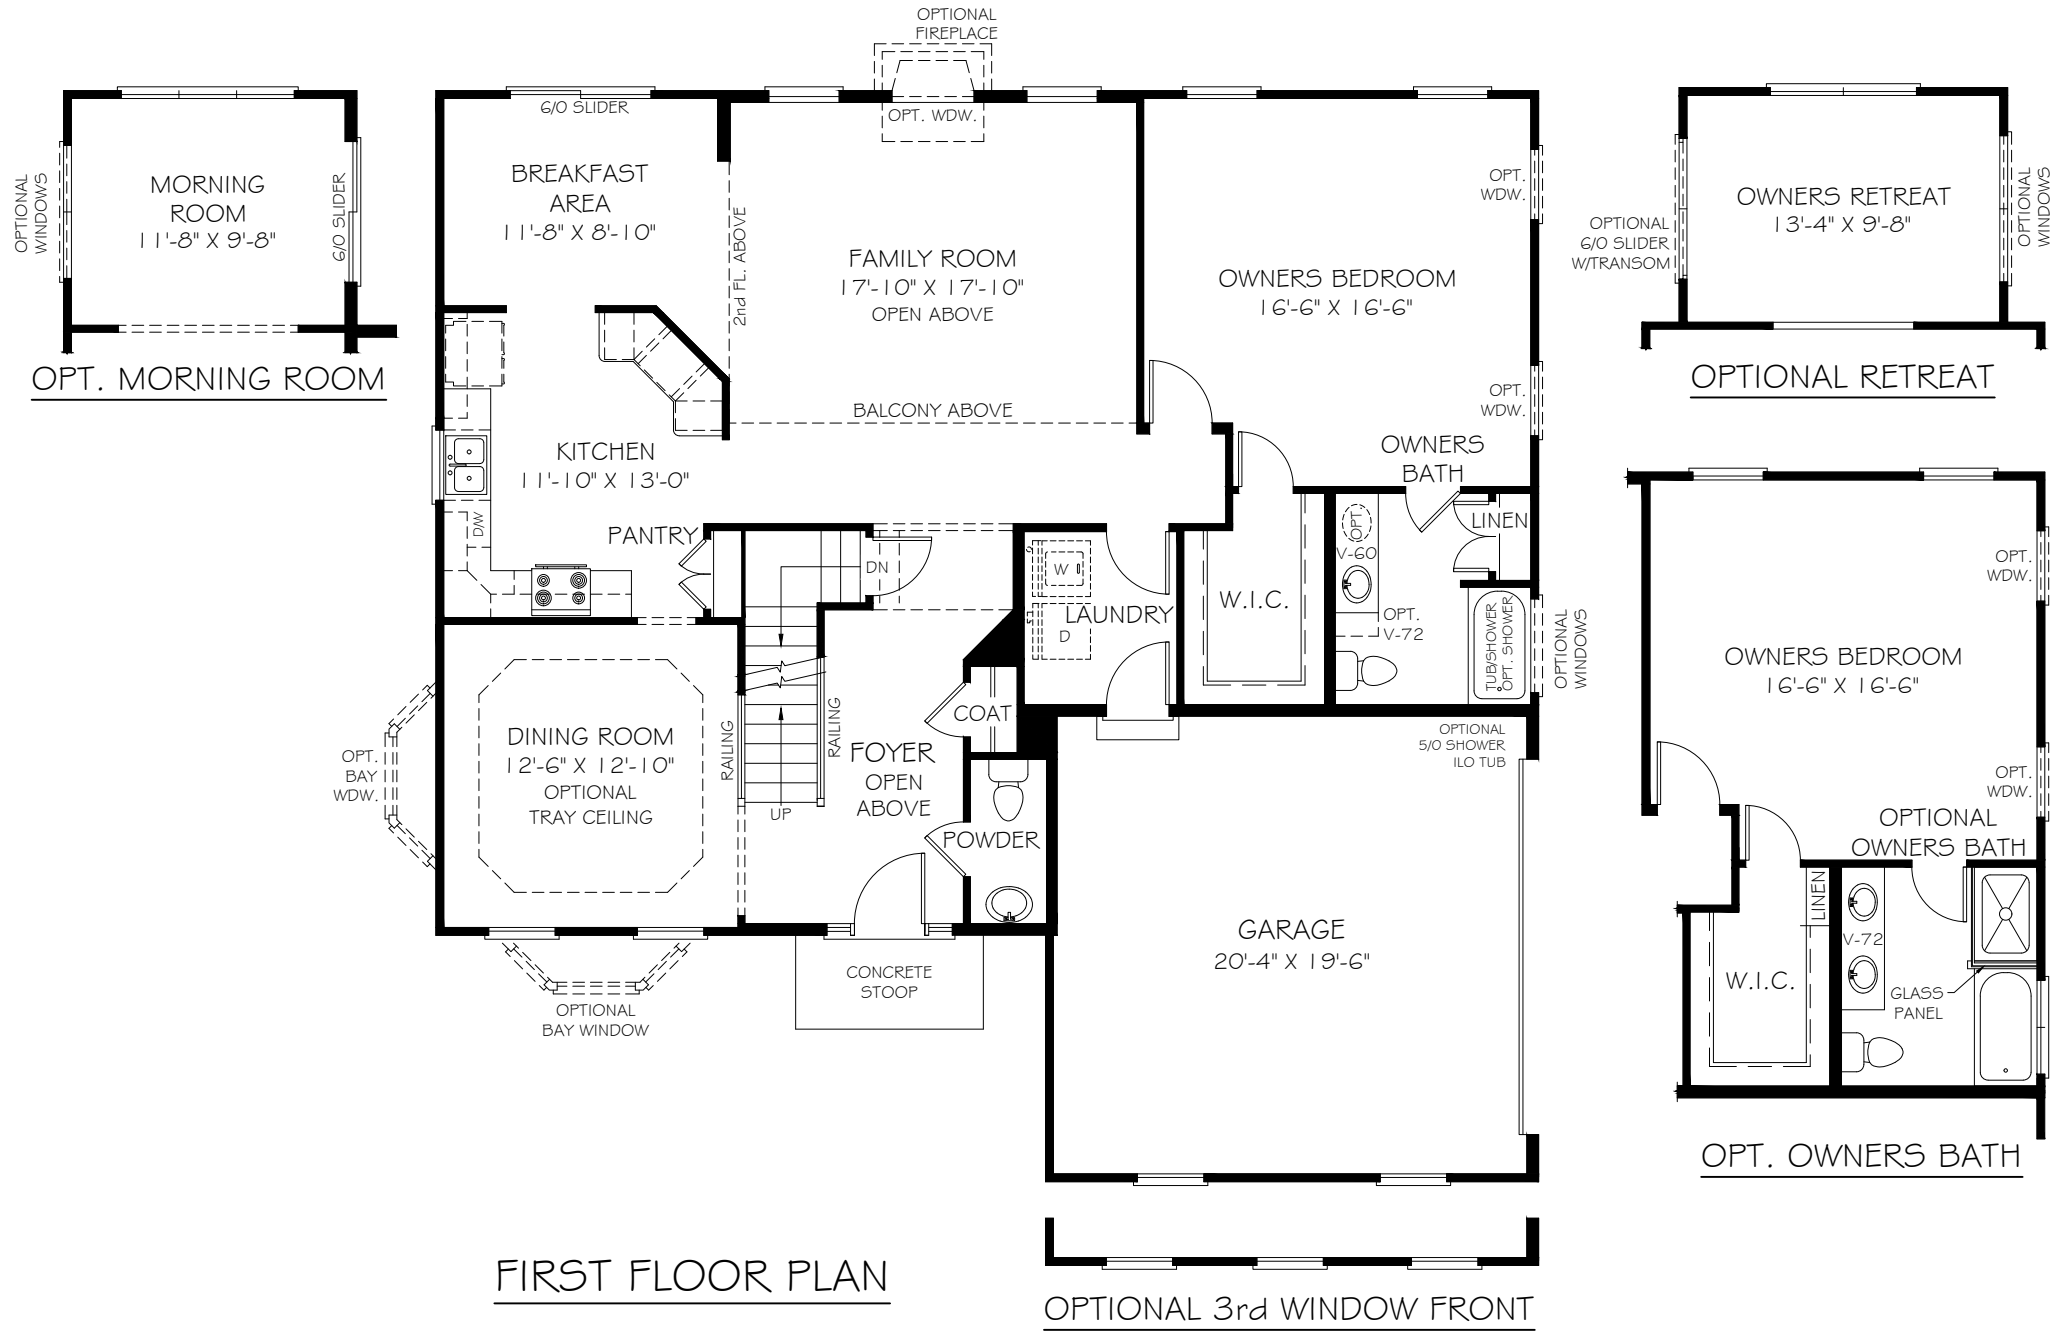 OPTIONAL
WINDOWS
MORNING
ROOM
11'-8" X 9'-8"
6/0 SLIDER
OPT. MORNING ROOM
OPTIONAL
FIREPLACE
OPT. WDW.
6/0 SLIDER
BREAKFAST
AREA
11'-8" X 8'-10"
2nd FL. ABOVE
FAMILY ROOM
17'-10" X 17'-10"
OPEN ABOVE
BALCONY ABOVE
OWNERS BEDROOM
16'-6" X 16'-6"
OPT.
WDW.
OPT.
WDW.
KITCHEN
11'-10" X 13'-0"
D/W
PANTRY
DN
OWNERS
BATH
LINEN
OPT.
V-60
OPT.
V-72
TUB/SHOWER
OPT. SHOWER
OPTIONAL
WINDOWS
W
D
LAUNDRY
W.I.C.
OPTIONAL
5/0 SHOWER
ILO TUB
OPT.
BAY
WDW.
DINING ROOM
12'-6" X 12'-10"
OPTIONAL
TRAY CEILING
RAILING
RAILING
UP
COAT
FOYER
OPEN
ABOVE
POWDER
CONCRETE
STOOP
OPTIONAL
BAY WINDOW
GARAGE
20'-4" X 19'-6"
FIRST FLOOR PLAN
OPTIONAL 3rd WINDOW FRONT
OPTIONAL
6/0 SLIDER
W/TRANSOM
OWNERS RETREAT
13'-4" X 9'-8"
OPTIONAL
WINDOWS
OPTIONAL RETREAT
OPT.
WDW.
OWNERS BEDROOM
16'-6" X 16'-6"
OPT.
WDW.
OPTIONAL
OWNERS BATH
LINEN
V-72
W.I.C.
GLASS
PANEL
OPT. OWNERS BATH